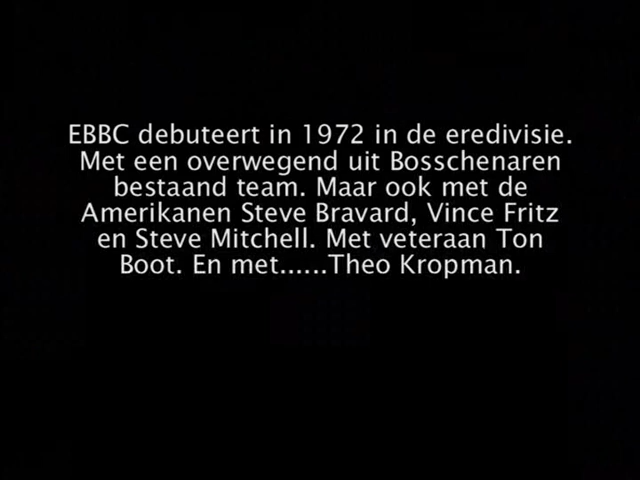 EBBC debuteert in 1972 in de eredivisie.
Met een overwegend uit Bosschenaren
bestaand team. Maar ook met de
Amerikanen Steve Bravard, Vince Fritz
en Steve Mitchell. Met veteraan Ton
Boot. En met......Theo Kropman.